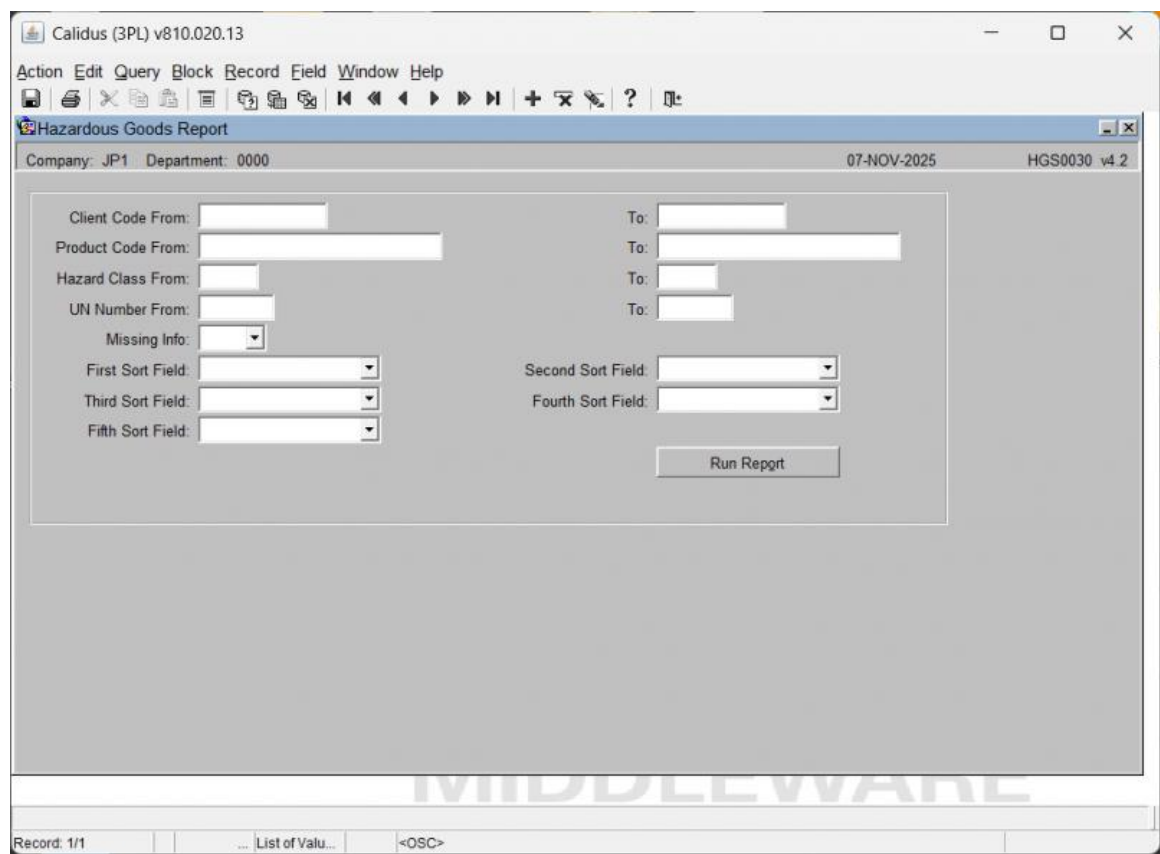 Calidus (3PL) v810.020.13
Action Edit Query Block Record Field Window Help
Hazardous Goods Report
Company: JP1 Department: 0000 07-NOV-2025 HGS0030 v4.2
Client Code From: To:
Product Code From: To:
Hazard Class From: To:
UN Number From: To:
Missing Info:
First Sort Field: Second Sort Field:
Third Sort Field: Fourth Sort Field:
Fifth Sort Field:
Run Report
MIDDLEWARE
Record: 1/1 ... List of Valu... <OSC>